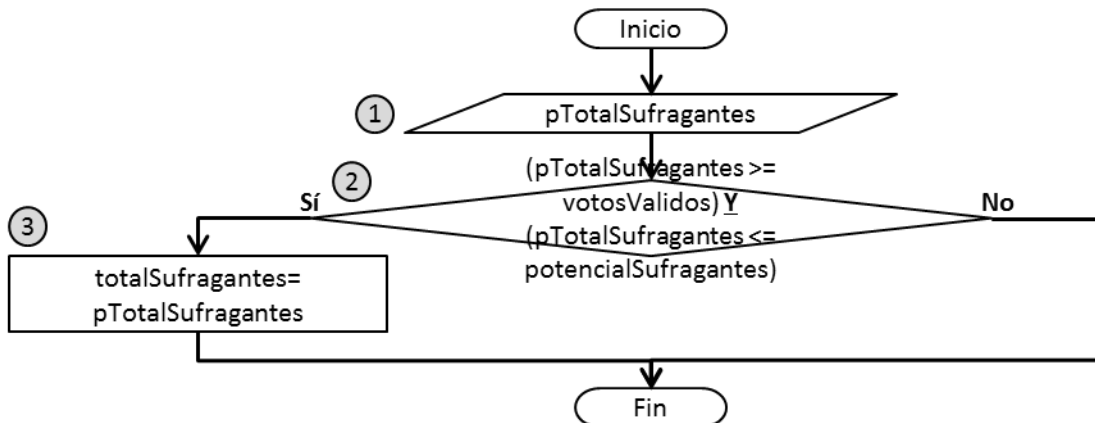 Inicio
1
pTotalSufragantes
(pTotalSufragantes >=
2
Sí
votosValidos) Y
No
3
(pTotalSufragantes <=
totalSufragantes=
potencialSufragantes)
pTotalSufragantes
Fin